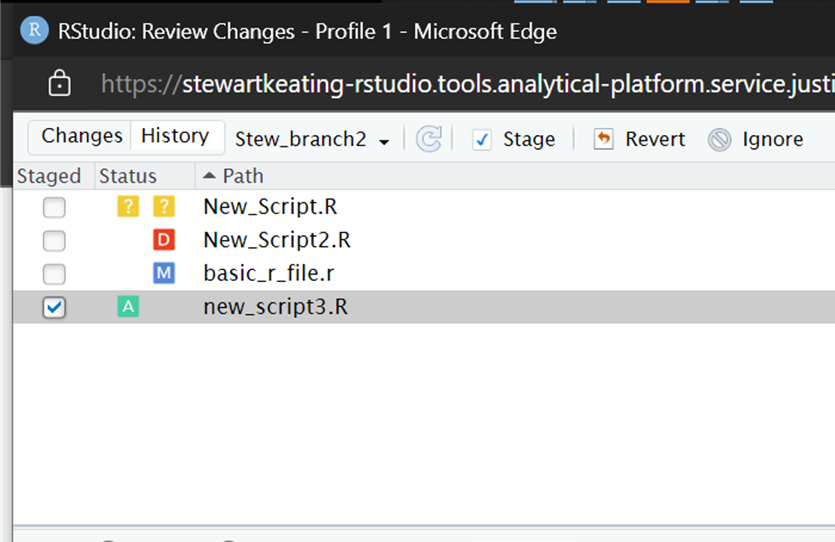 R RStudio: Review Changes - Profile 1 - Microsoft Edge
https://stewartkeating-rstudio.tools.analytical-platform.service.justi
Changes History Stew_branch2 Stage Revert Ignore
Staged Status Path
? ? New_Script.R
D New_Script2.R
M basic_r_file.r
A new_script3.R